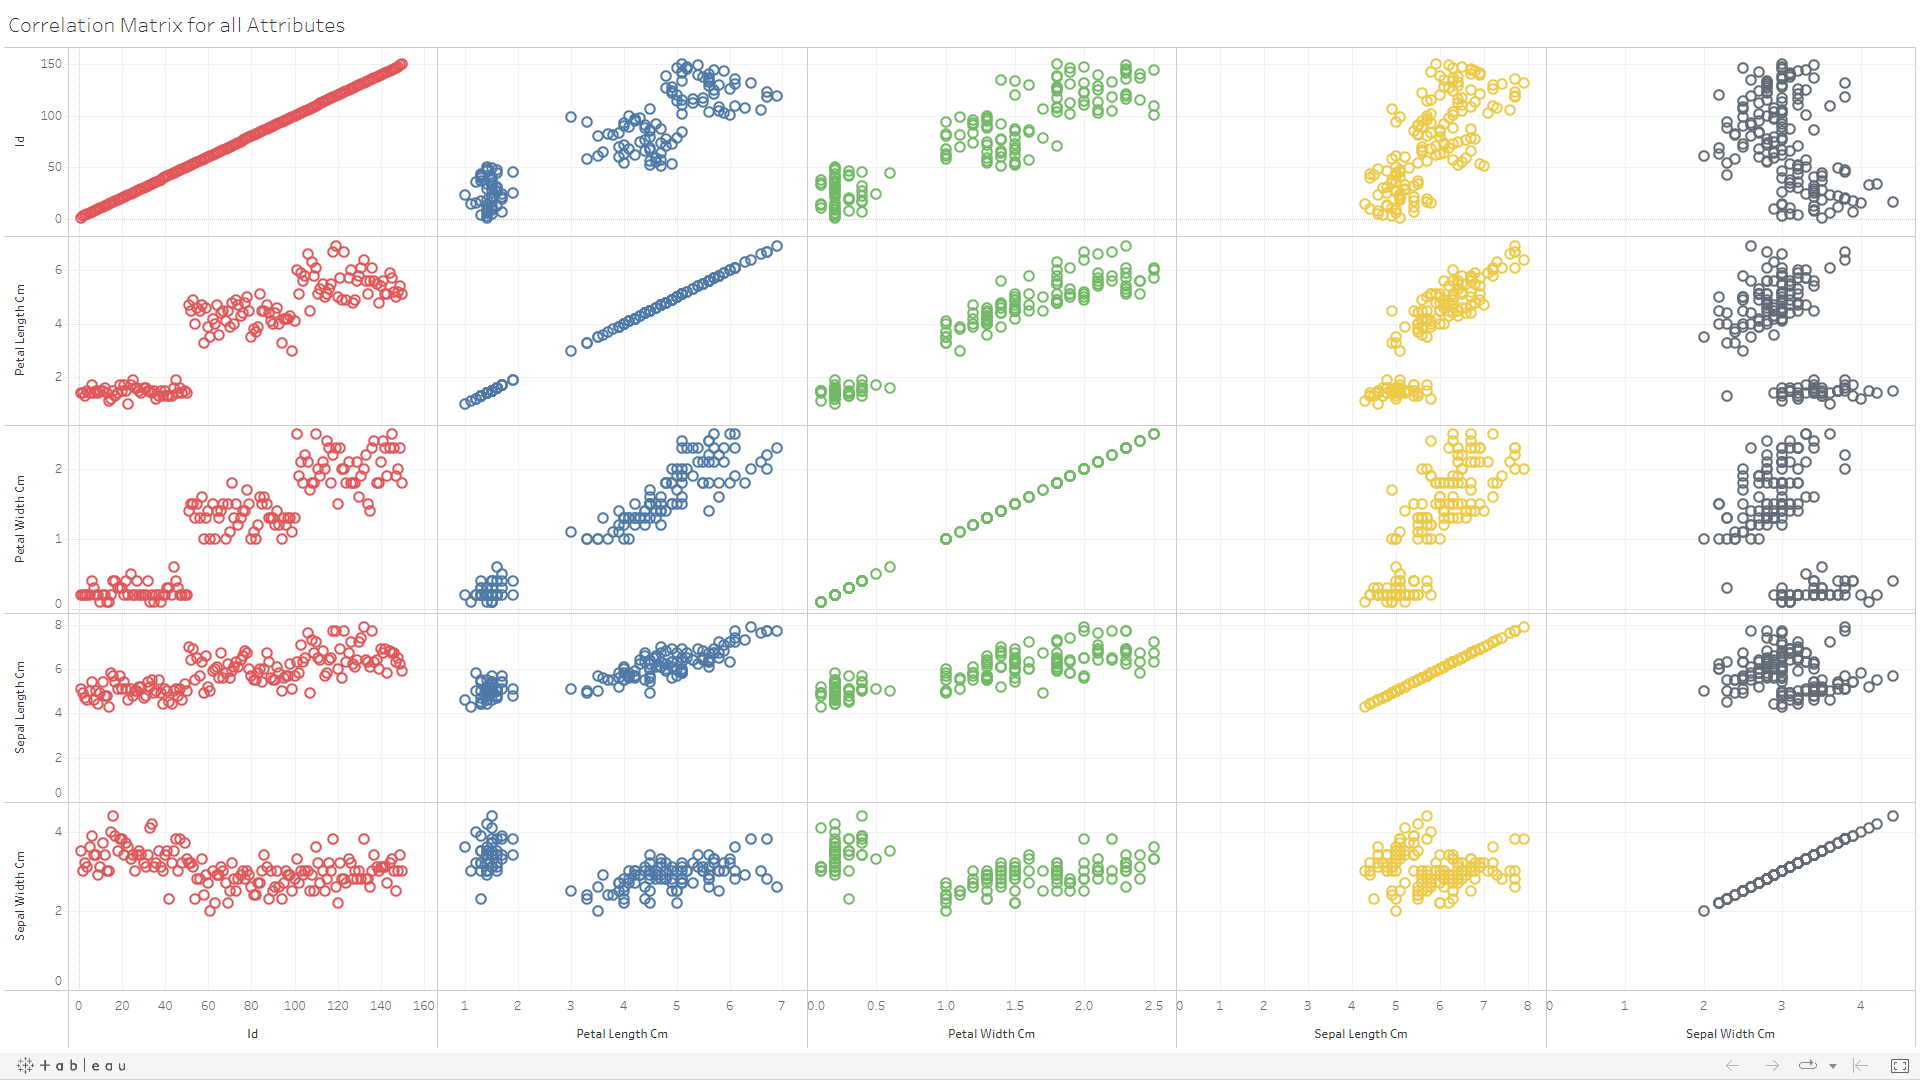 Correlation Matrix for all Attributes
150
100
50
0
Id
6
4
2
Petal Length Cm
2
1
0
Petal Width Cm
8
6
4
2
0
Sepal Length Cm
4
2
0
Sepal Width Cm
0 20 40 60 80 100 120 140 160
1 2 3 4 5 6 7
0.0 0.5 1.0 1.5 2.0 2.5
0 1 2 3 4 5 6 7 8
0 1 2 3 4
Id
Petal Length Cm
Petal Width Cm
Sepal Length Cm
Sepal Width Cm
+ a b | e a u